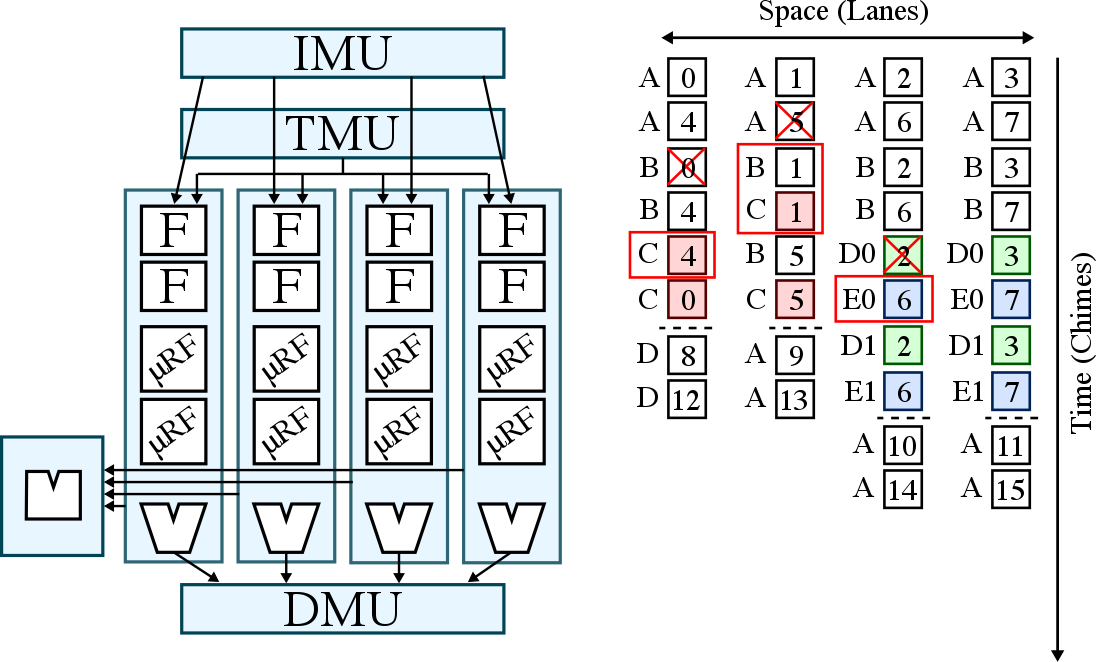 IMU
TMU
F F F F
F F F F
μRF μRF μRF μRF
μRF μRF μRF μRF
DMU
Space (Lanes)
A 0 A 1 A 2 A 3
A 4 A 5 A 6 A 7
B 0 B 1 B 2 B 3
B 4 C 1 B 6 B 7
C 4 B 5 D0 2 D0 3
C 0 C 5 E0 6 E0 7
D 8 A 9 D1 2 D1 3
D 12 A 13 E1 6 E1 7
A 10 A 11
A 14 A 15
Time (Chimes)